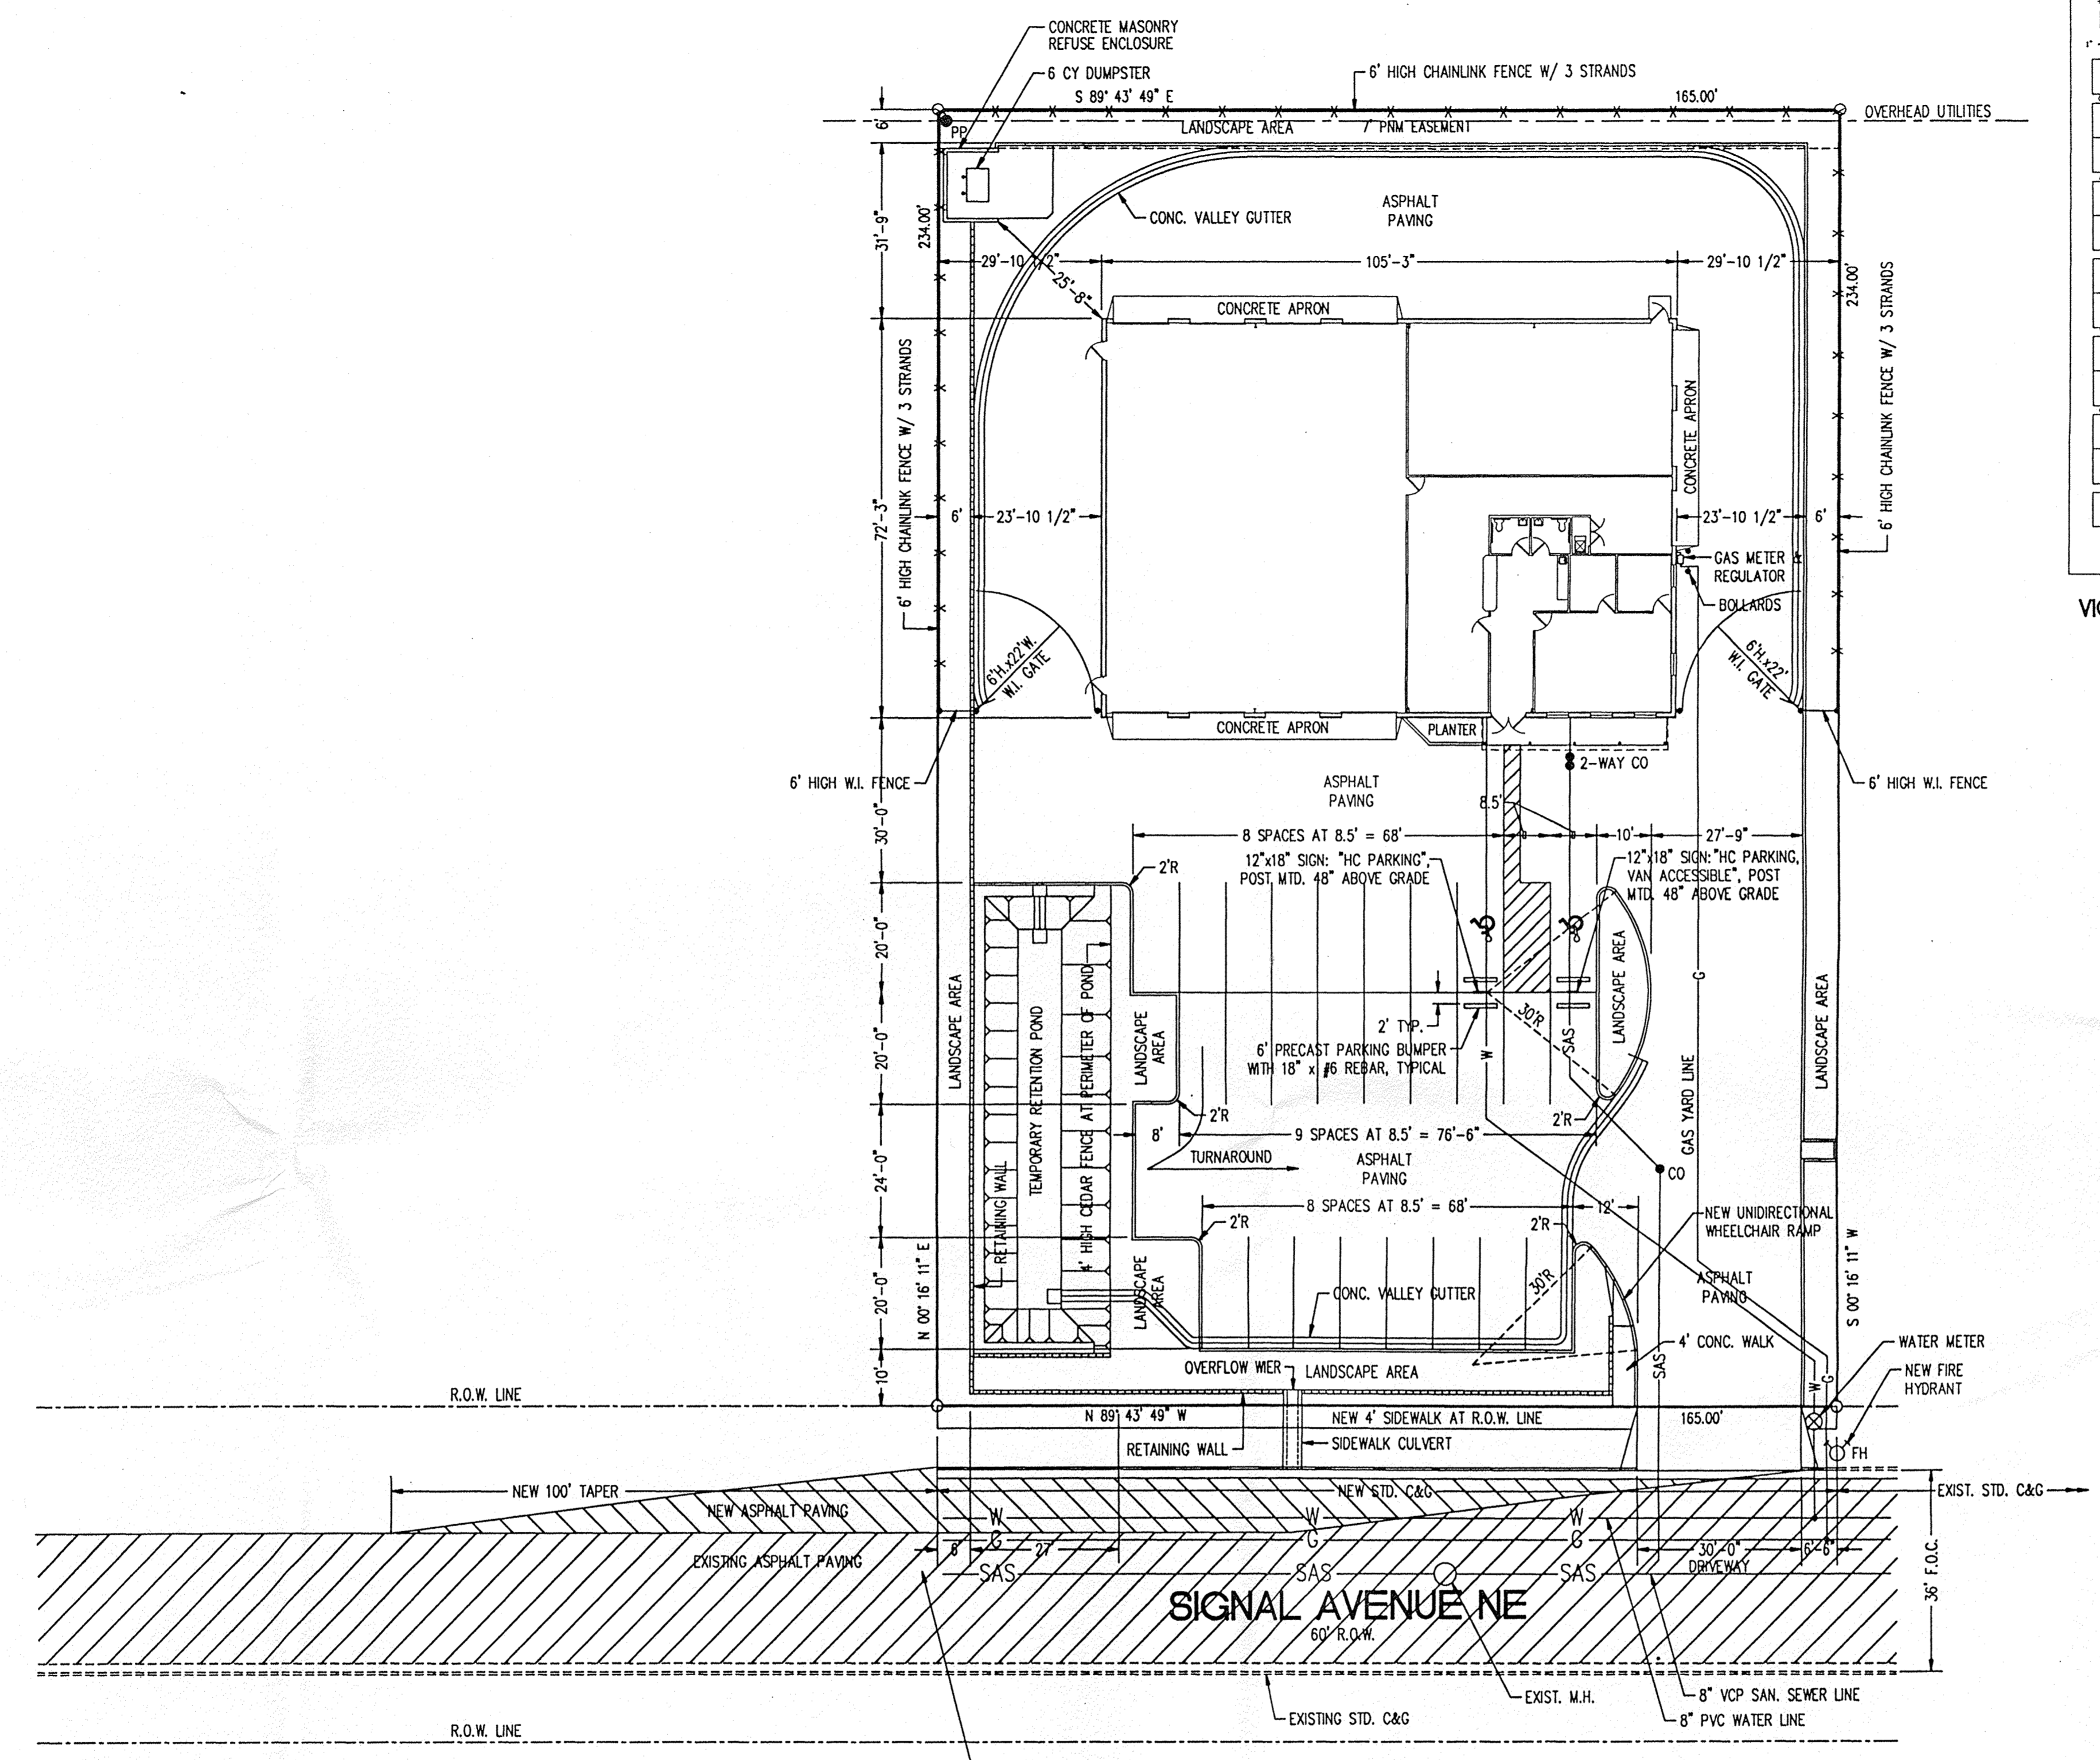 CONCRETE MASONRY
REFUSE ENCLOSURE
6 CY DUMPSTER
6' HIGH CHAINLINK FENCE W/ 3 STRANDS
S 89° 43' 49" E
165.00'
OVERHEAD UTILITIES
6'
PP
LANDSCAPE AREA
7' PNM EASEMENT
31'-9"
234.00'
CONC. VALLEY GUTTER
ASPHALT
PAVING
29'-10 1/2"
105'-3"
29'-10 1/2"
25'-8"
234.00'
CONCRETE APRON
6' HIGH CHAINLINK FENCE W/ 3 STRANDS
6' HIGH CHAINLINK FENCE W/ 3 STRANDS
CONCRETE APRON
72'-3"
6'
23'-10 1/2"
23'-10 1/2"
6'
GAS METER &
REGULATOR
BOLLARDS
VIC
6'H.x22'W.
W.I. GATE
6'H.x22'
W.I. GATE
CONCRETE APRON
PLANTER
2-WAY CO
6' HIGH W.I. FENCE
ASPHALT
PAVING
6' HIGH W.I. FENCE
8.5'
30'-0"
8 SPACES AT 8.5' = 68'
10'
27'-9"
12"x18" SIGN: "HC PARKING",
POST MTD. 48" ABOVE GRADE
12"x18" SIGN: "HC PARKING,
VAN ACCESSIBLE", POST
MTD. 48" ABOVE GRADE
2'R
20'-0"
LANDSCAPE AREA
G
LANDSCAPE AREA
TEMPORARY RETENTION POND
4' HIGH CEDAR FENCE AT PERIMETER OF POND
LANDSCAPE
AREA
LANDSCAPE AREA
30'R
2' TYP.
W
SAS
20'-0"
6' PRECAST PARKING BUMPER
WITH 18" x #6 REBAR, TYPICAL
GAS YARD LINE
2'R
2'R
8'
9 SPACES AT 8.5' = 76'-6"
24'-0"
TURNAROUND
ASPHALT
PAVING
CO
RETAINING WALL
8 SPACES AT 8.5' = 68'
12'
2'R
2'R
NEW UNIDIRECTIONAL
WHEELCHAIR RAMP
N 00° 16' 11" E
20'-0"
LANDSCAPE
AREA
CONC. VALLEY GUTTER
30'R
ASPHALT
PAVING
S 00° 16' 11" W
4' CONC. WALK
WATER METER
10'
OVERFLOW WIER
LANDSCAPE AREA
SAS
W
G
NEW FIRE
HYDRANT
R.O.W. LINE
N 89° 43' 49" W
NEW 4' SIDEWALK AT R.O.W. LINE
165.00'
RETAINING WALL
SIDEWALK CULVERT
FH
NEW 100' TAPER
NEW STD. C&G
EXIST. STD. C&G
NEW ASPHALT PAVING
W
W
W
G
G
G
EXISTING ASPHALT PAVING
6'
27'
30'-0"
DRIVEWAY
6'-6"
SAS
SAS
SAS
36' F.O.C.
SIGNAL AVENUE NE
60' R.O.W.
EXIST. M.H.
8" VCP SAN. SEWER LINE
EXISTING STD. C&G
8" PVC WATER LINE
R.O.W. LINE